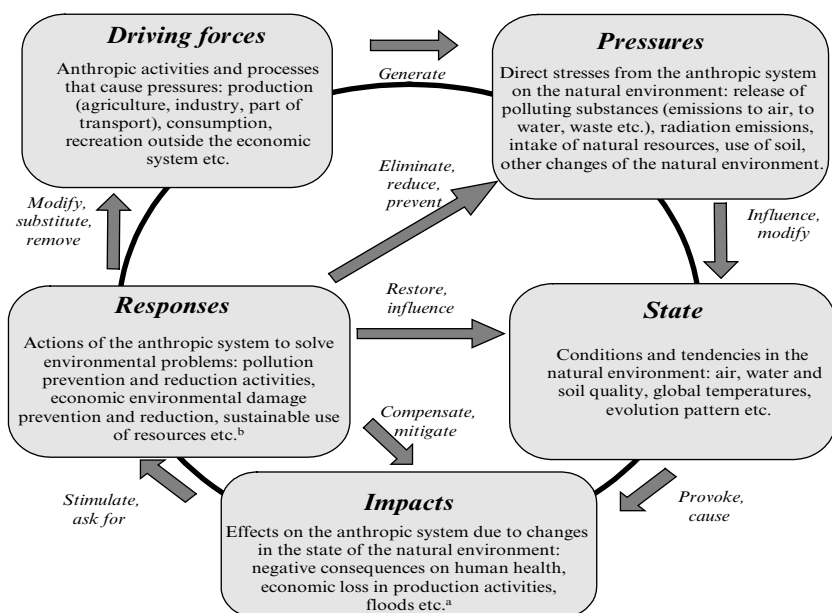 Driving forces
Anthropic activities and processes
that cause pressures: production
(agriculture, industry, part of
transport), consumption,
recreation outside the economic
system etc.
Generate
Pressures
Direct stresses from the anthropic system
on the natural environment: release of
polluting substances (emissions to air, to
water, waste etc.), radiation emissions,
intake of natural resources, use of soil,
other changes of the natural environment.
Modify,
substitute,
remove
Eliminate,
reduce,
prevent
Influence,
modify
Responses
Actions of the anthropic system to solve
environmental problems: pollution
prevention and reduction activities,
economic environmental damage
prevention and reduction, sustainable use
of resources etc.ᵇ
Restore,
influence
State
Conditions and tendencies in the
natural environment: air, water and
soil quality, global temperatures,
evolution pattern etc.
Compensate,
mitigate
Stimulate,
ask for
Impacts
Effects on the anthropic system due to changes
in the state of the natural environment:
negative consequences on human health,
economic loss in production activities,
floods etc.ᵃ
Provoke,
cause